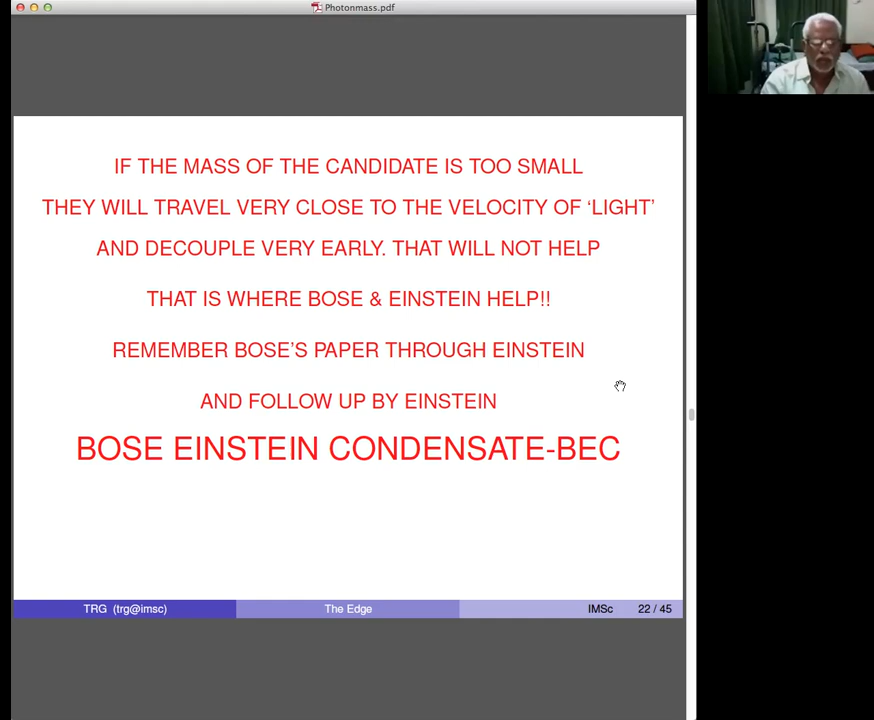 Photonmass.pdf
IF THE MASS OF THE CANDIDATE IS TOO SMALL
THEY WILL TRAVEL VERY CLOSE TO THE VELOCITY OF ‘LIGHT’
AND DECOUPLE VERY EARLY. THAT WILL NOT HELP
THAT IS WHERE BOSE & EINSTEIN HELP!!
REMEMBER BOSE’S PAPER THROUGH EINSTEIN
AND FOLLOW UP BY EINSTEIN
BOSE EINSTEIN CONDENSATE-BEC
TRG (trg@imsc) The Edge IMSc 22 / 45